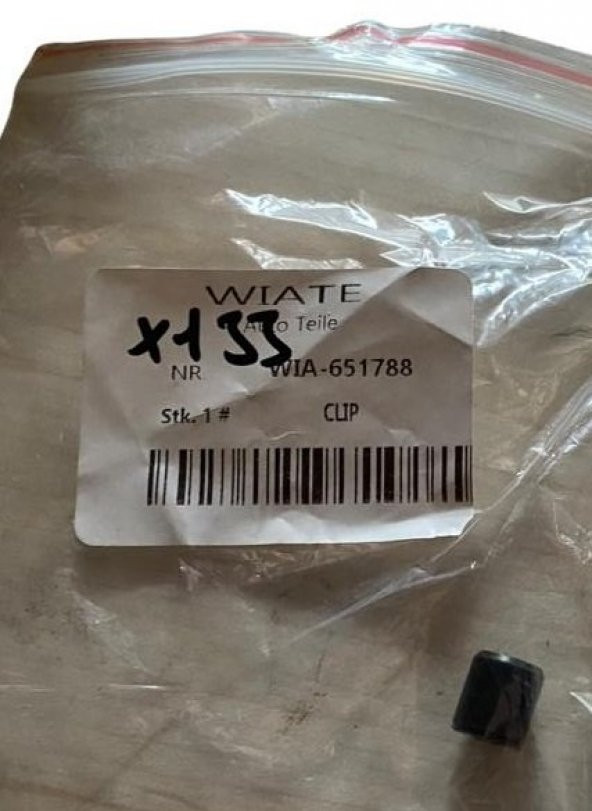 WIATE
Auto Teile
X133
NR WIA-651788
Stk. 1 # CLIP